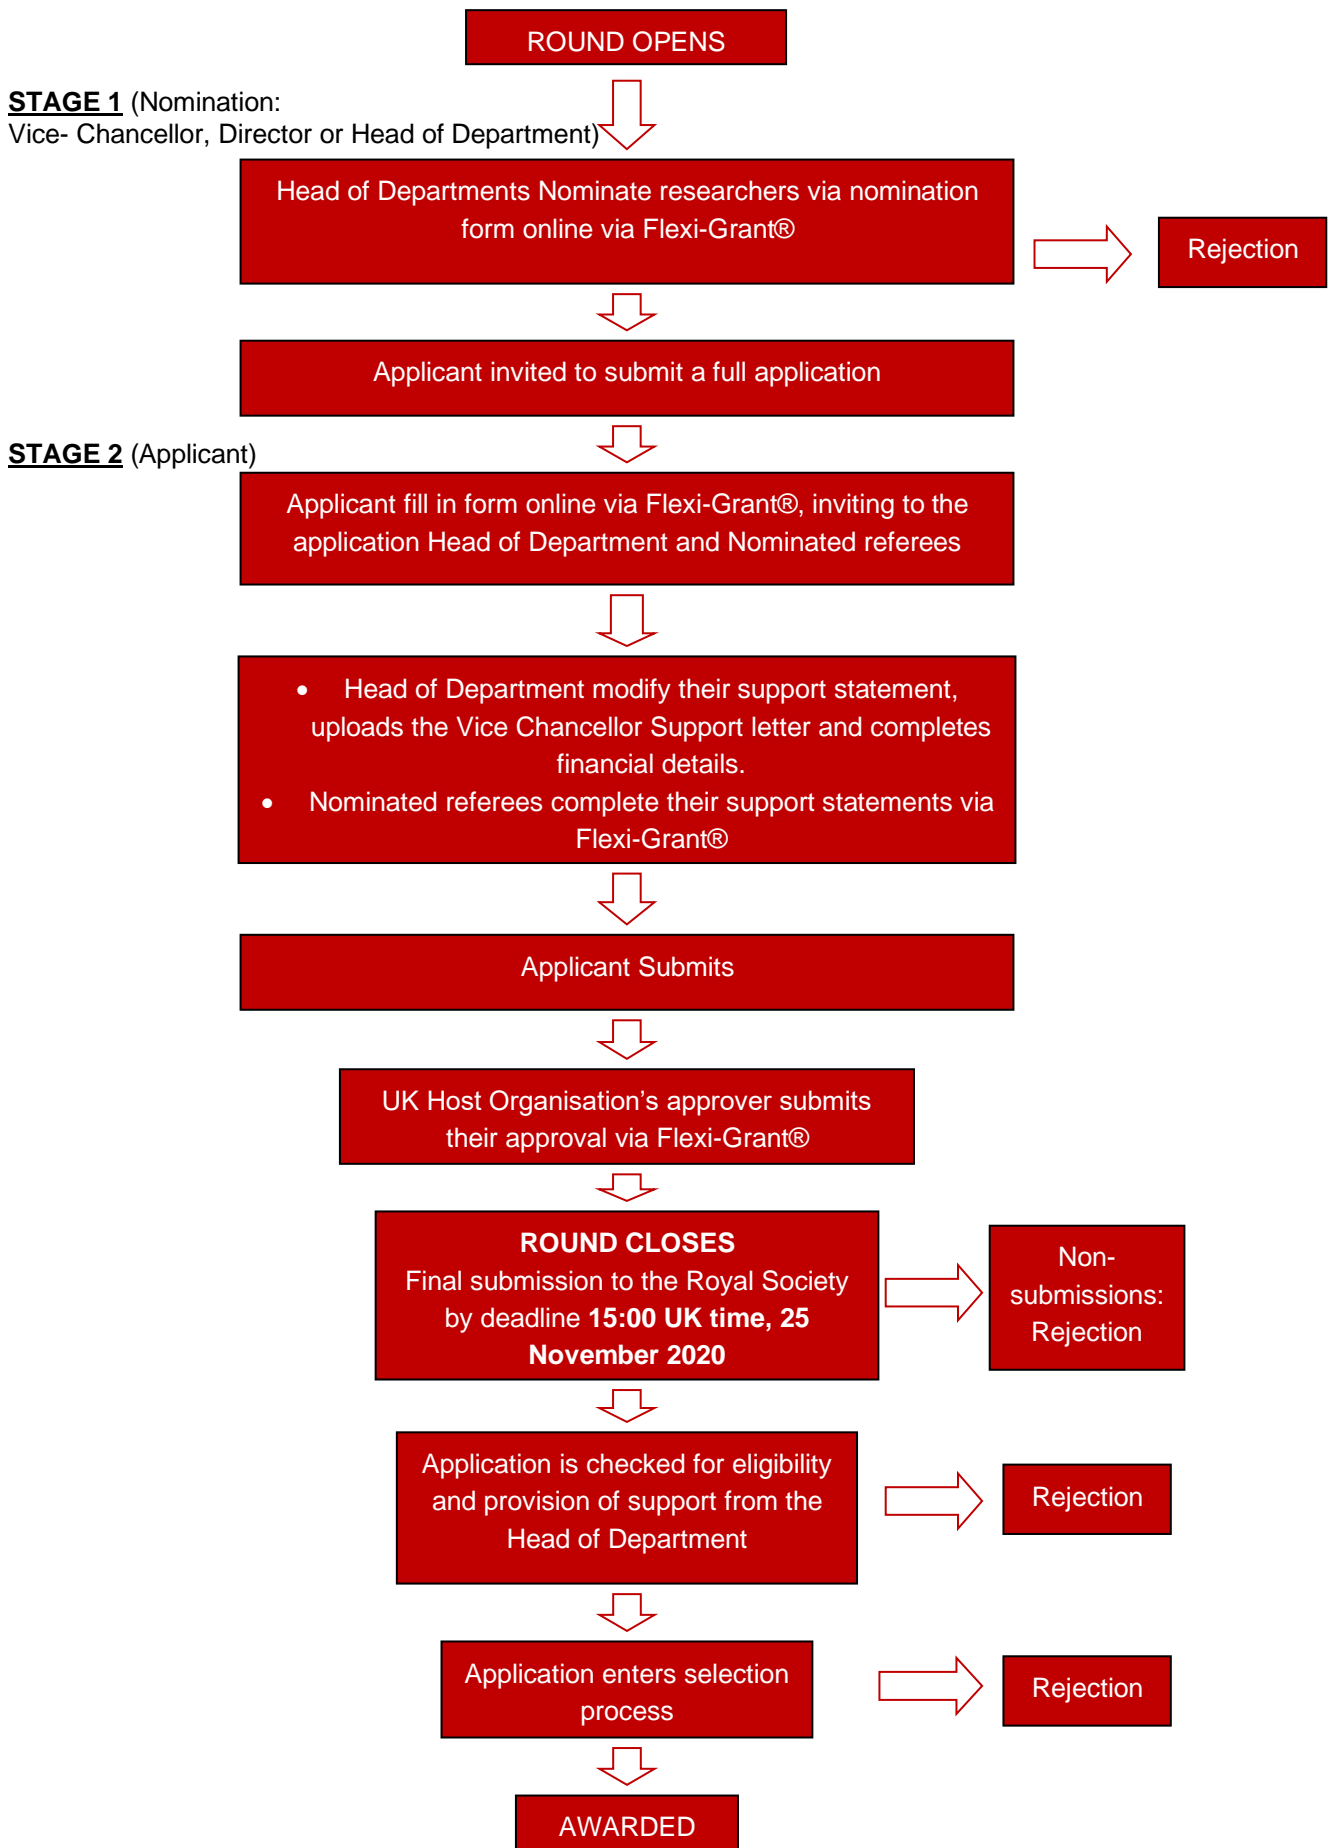 ROUND OPENS
STAGE 1 (Nomination:
Vice- Chancellor, Director or Head of Department)
Head of Departments Nominate researchers via nomination
form online via Flexi-Grant®
Rejection
Applicant invited to submit a full application
STAGE 2 (Applicant)
Applicant fill in form online via Flexi-Grant®, inviting to the
application Head of Department and Nominated referees
• Head of Department modify their support statement,
uploads the Vice Chancellor Support letter and completes
financial details.
• Nominated referees complete their support statements via
Flexi-Grant®
Applicant Submits
UK Host Organisation’s approver submits
their approval via Flexi-Grant®
ROUND CLOSES
Final submission to the Royal Society
by deadline 15:00 UK time, 25
November 2020
Non-
submissions:
Rejection
Application is checked for eligibility
and provision of support from the
Head of Department
Rejection
Application enters selection
process
Rejection
AWARDED